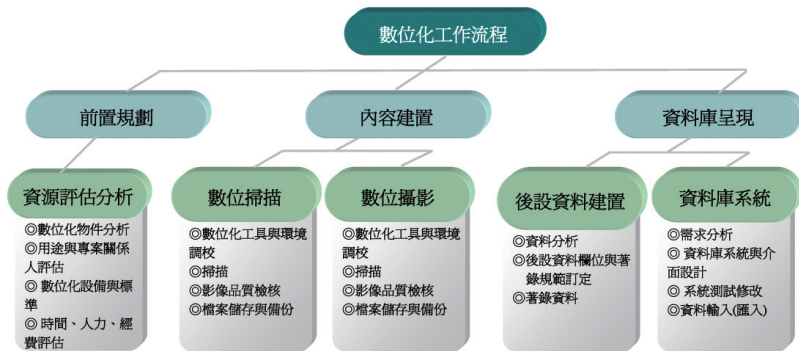 數位化工作流程
前置規劃
內容建置
資料庫呈現
資源評估分析
◎數位化物件分析
◎用途與專案關係
人評估
◎ 數位化設備與標
準
◎ 時間、人力、經
費評估
數位掃描
◎數位化工具與環境
調校
◎掃描
◎影像品質檢核
◎檔案儲存與備份
數位攝影
◎數位化工具與環境
調校
◎掃描
◎影像品質檢核
◎檔案儲存與備份
後設資料建置
◎資料分析
◎後設資料欄位與著
錄規範訂定
◎著錄資料
資料庫系統
◎需求分析
◎ 資料庫系統與介
面設計
◎ 系統測試修改
◎資料輸入(匯入)